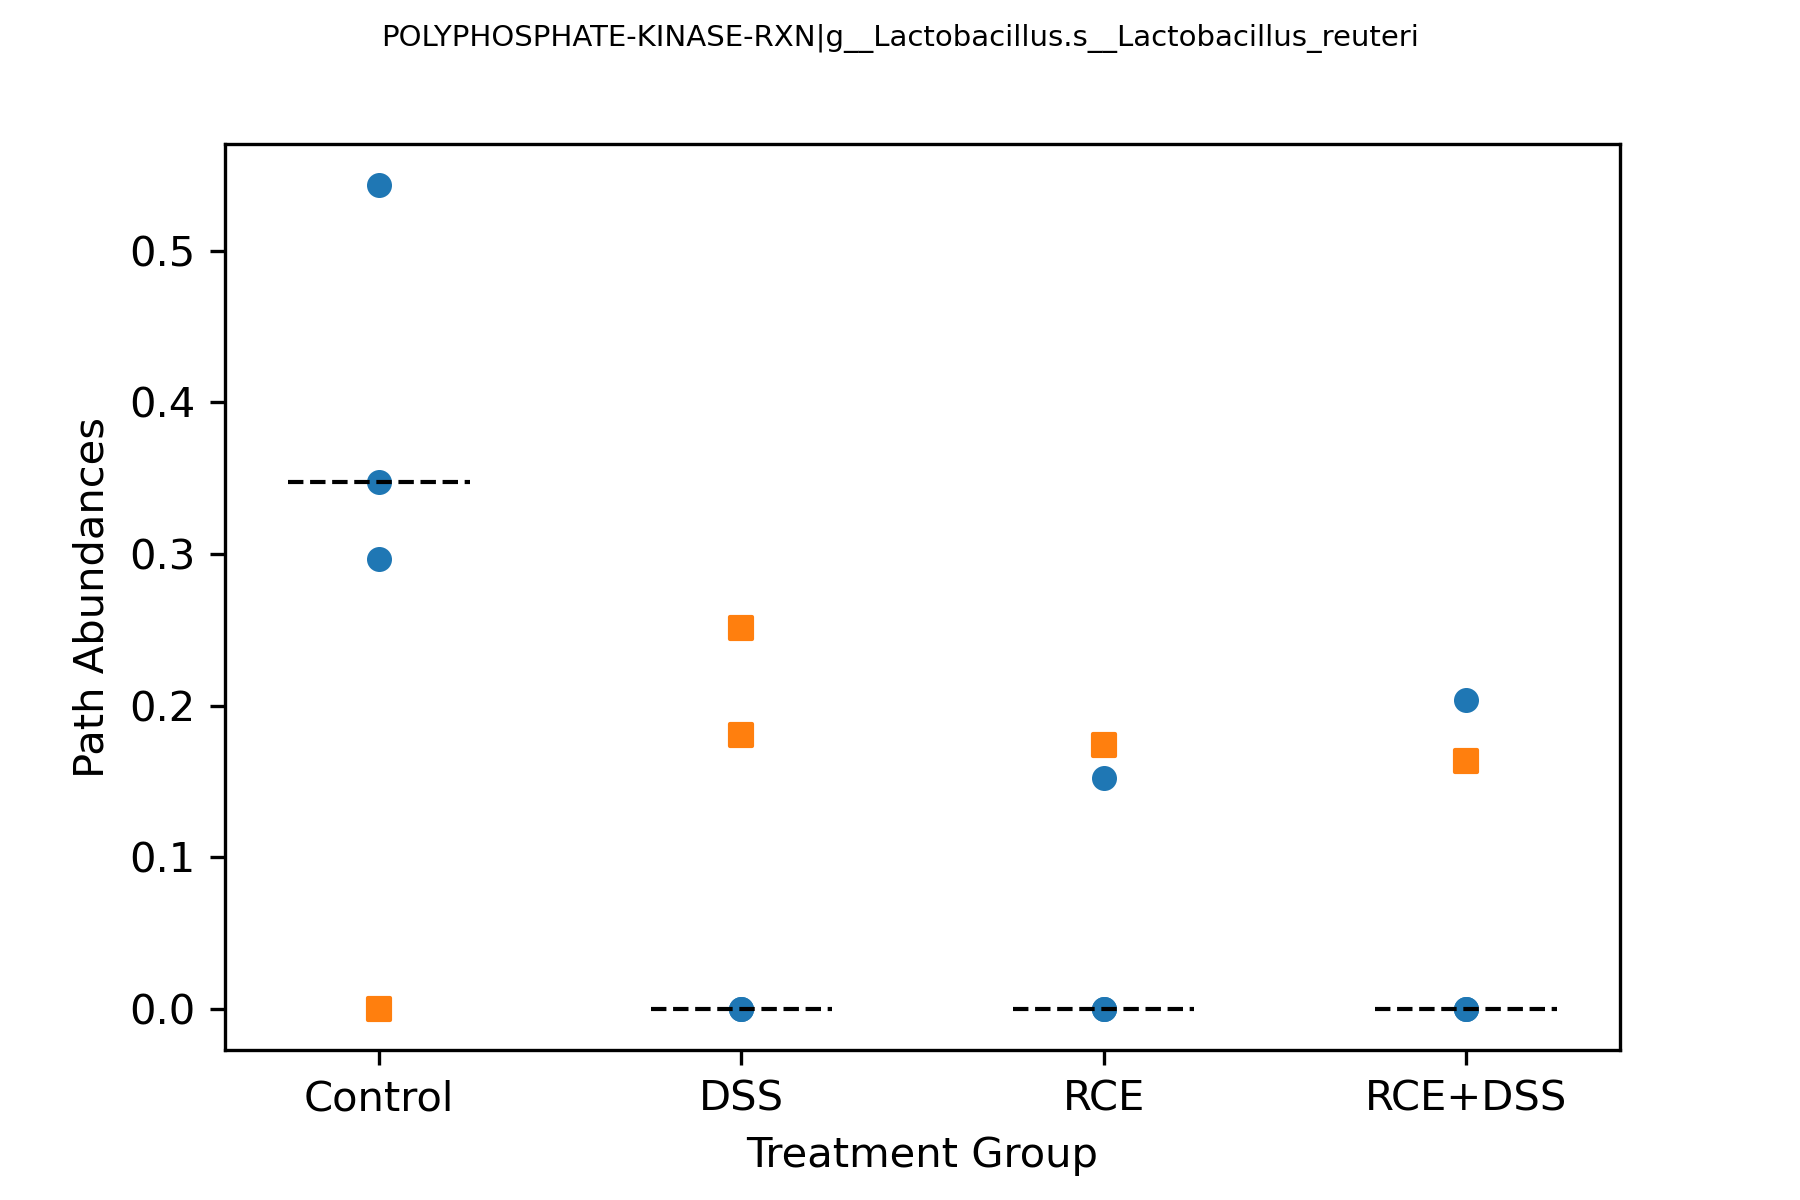 POLYPHOSPHATE-KINASE-RXN|g__Lactobacillus.s__Lactobacillus_reuteri
0.5
0.4
0.3
0.2
0.1
0.0
Path Abundances
Control DSS RCE RCE+DSS
Treatment Group